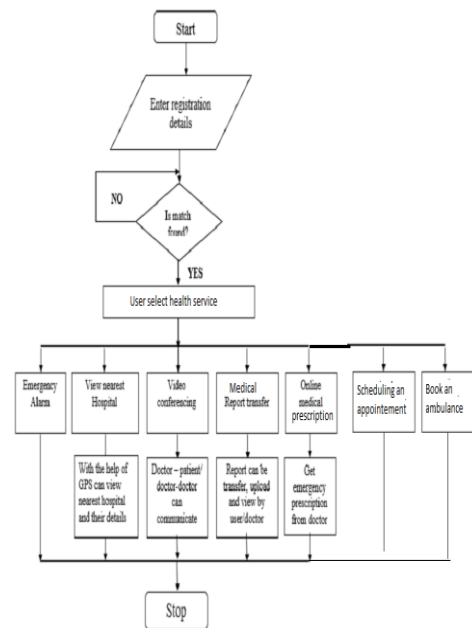 Start
Enter registration
details
NO
Is match
found?
YES
User select health service
Emergency
Alarm
View nearest
Hospital
Video
conferencing
Medical
Report transfer
Online
medical
prescription
Scheduling an
appointement
Book an
ambulance
With the help of
GPS can view
nearest hospital
and their details
Doctor – patient/
doctor-doctor
can
communicate
Report can be
transfer, upload
and view by
user/doctor
Get
emergency
prescription
from doctor
Stop